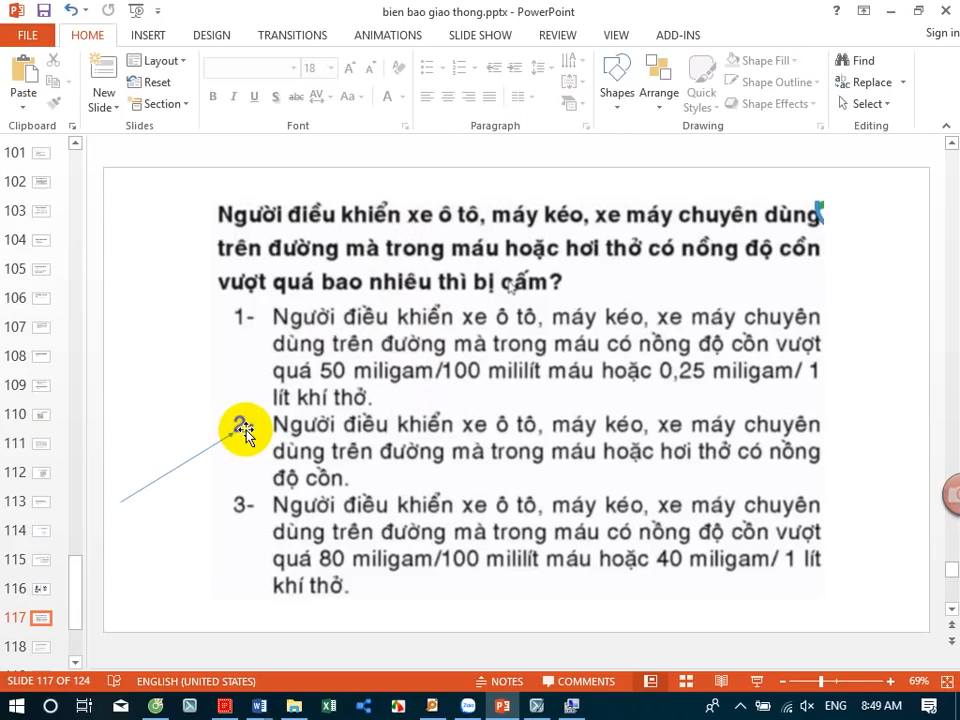 bien bao giao thong.pptx - PowerPoint
Sign in
FILE HOME INSERT DESIGN TRANSITIONS ANIMATIONS SLIDE SHOW REVIEW VIEW ADD-INS
Paste
New Slide
Layout
Reset
Section
18
Shapes
Arrange
Quick Styles
Shape Fill
Shape Outline
Shape Effects
Find
Replace
Select
Clipboard Slides Font Paragraph Drawing Editing
101
102
103
104
105
106
107
108
109
110
111
112
113
114
115
116
117
118
Người điều khiển xe ô tô, máy kéo, xe máy chuyên dùng
trên đường mà trong máu hoặc hơi thở có nồng độ cồn
vượt quá bao nhiêu thì bị cấm?
1- Người điều khiển xe ô tô, máy kéo, xe máy chuyên
dùng trên đường mà trong máu có nồng độ cồn vượt
quá 50 miligam/100 mililít máu hoặc 0,25 miligam/ 1
lít khí thở.
2- Người điều khiển xe ô tô, máy kéo, xe máy chuyên
dùng trên đường mà trong máu hoặc hơi thở có nồng
độ cồn.
3- Người điều khiển xe ô tô, máy kéo, xe máy chuyên
dùng trên đường mà trong máu có nồng độ cồn vượt
quá 80 miligam/100 mililít máu hoặc 40 miligam/ 1 lít
khí thở.
SLIDE 117 OF 124 ENGLISH (UNITED STATES) NOTES COMMENTS 69%
Zalo ENG 8:49 AM